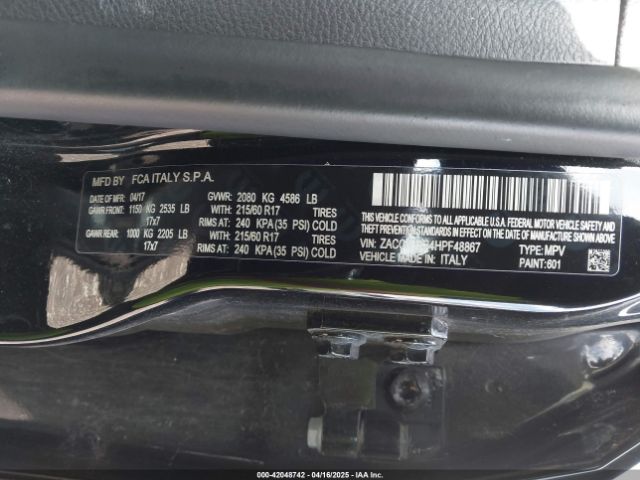 MFD BY FCA ITALY S.P.A.
DATE OF MFR: 04/17 GVWR: 2080 KG 4586 LB
GAWR FRONT: 1150 KG 2535 LB WITH: 215/60 R17 TIRES
17x7 RIMS AT: 240 KPA (35 PSI) COLD
GAWR REAR: 1000 KG 2205 LB WITH: 215/60 R17 TIRES
17x7 RIMS AT: 240 KPA (35 PSI) COLD
THIS VEHICLE CONFORMS TO ALL APPLICABLE
FEDERAL MOTOR VEHICLE SAFETY, BUMPER, AND
THEFT PREVENTION STANDARDS IN EFFECT ON THE
DATE OF MANUFACTURE SHOWN ABOVE
VIN: TYPE: MPV
VEHICLE MADE IN: ITALY PAINT: 601
000-42048742 - 04/16/2025 - IAAI.COM